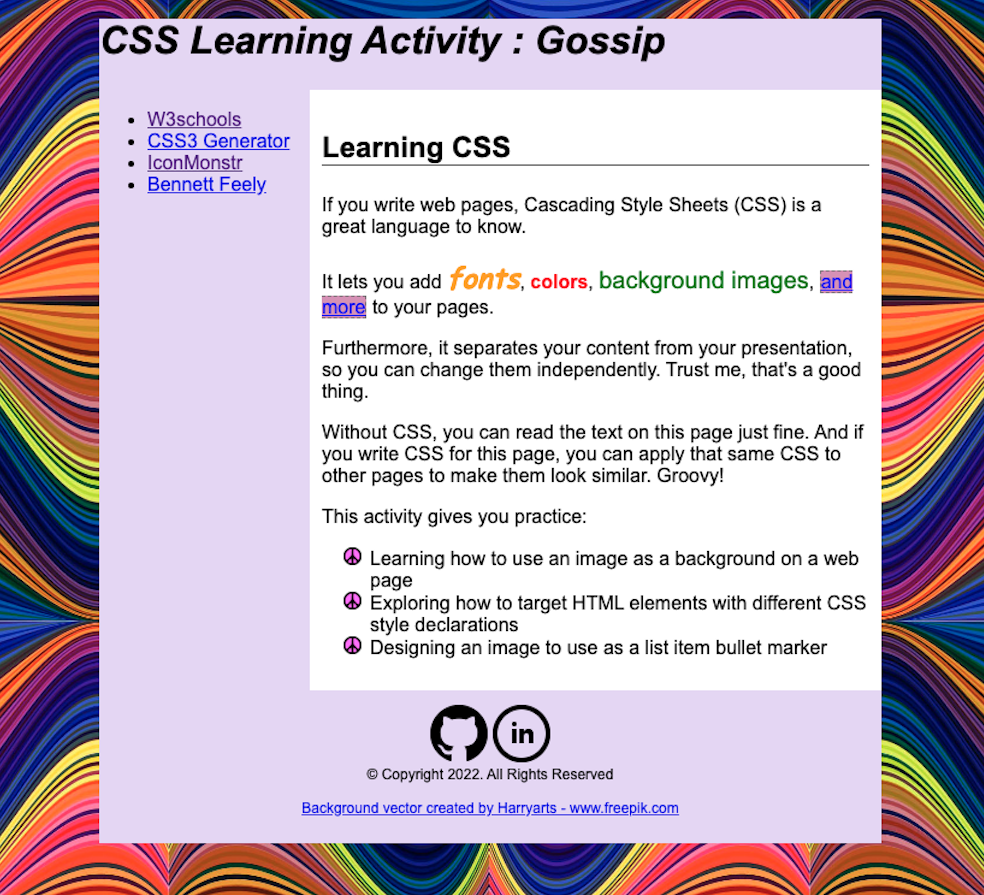 CSS Learning Activity : Gossip
W3schools
CSS3 Generator
IconMonstr
Bennett Feely
Learning CSS
If you write web pages, Cascading Style Sheets (CSS) is a
great language to know.
It lets you add fonts, colors, background images, and
more to your pages.
Furthermore, it separates your content from your presentation,
so you can change them independently. Trust me, that's a good
thing.
Without CSS, you can read the text on this page just fine. And if
you write CSS for this page, you can apply that same CSS to
other pages to make them look similar. Groovy!
This activity gives you practice:
Learning how to use an image as a background on a web
page
Exploring how to target HTML elements with different CSS
style declarations
Designing an image to use as a list item bullet marker
in
© Copyright 2022. All Rights Reserved
Background vector created by Harryarts - www.freepik.com